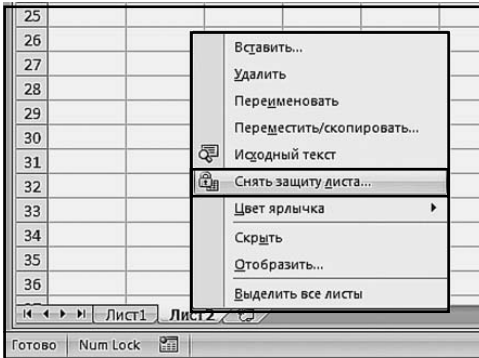 25
26
27
28
29
30
31
32
33
34
35
36
Вставить...
Удалить
Переименовать
Переместить/скопировать...
Исходный текст
Снять защиту листа...
Цвет ярлычка
Скрыть
Отобразить...
Выделить все листы
Лист1 Лист2
Готово Num Lock